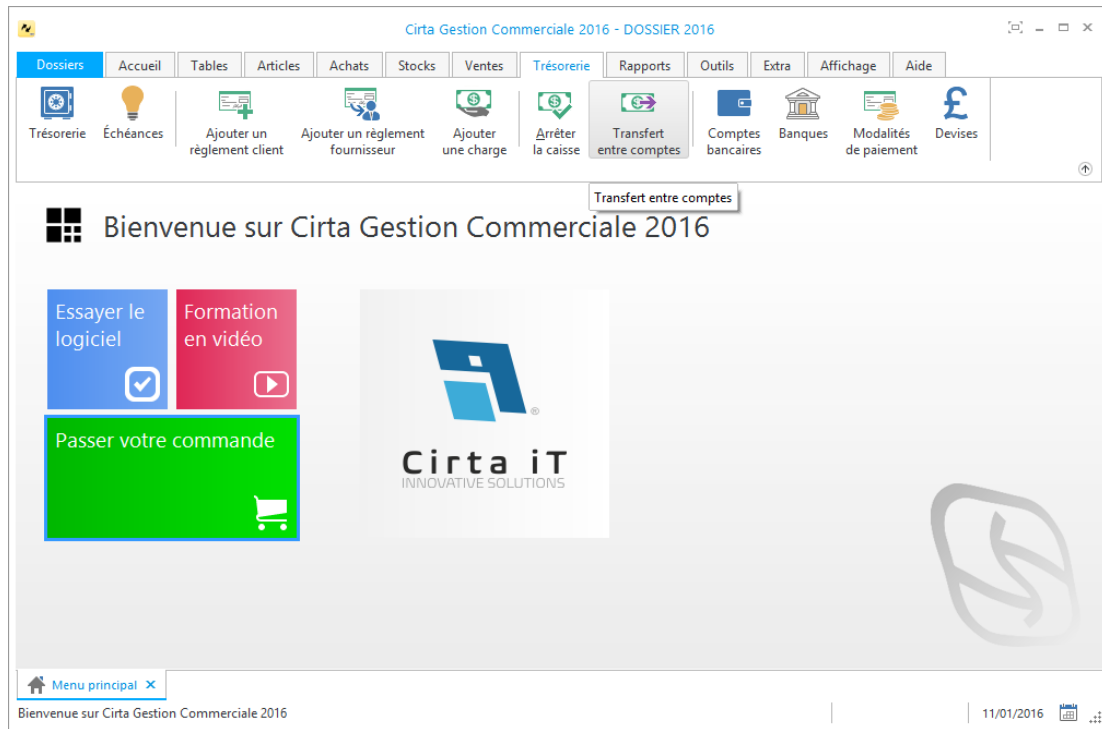 Cirta Gestion Commerciale 2016 - DOSSIER 2016
Dossiers Accueil Tables Articles Achats Stocks Ventes Trésorerie Rapports Outils Extra Affichage Aide
Trésorerie Échéances Ajouter un Ajouter un règlement Ajouter Arrêter Transfert Comptes Banques Modalités Devises
règlement client fournisseur une charge la caisse entre comptes bancaires de paiement
Transfert entre comptes
Bienvenue sur Cirta Gestion Commerciale 2016
Essayer le
logiciel
Formation
en vidéo
Passer votre commande
®
Cirta iT
INNOVATIVE SOLUTIONS
Menu principal
Bienvenue sur Cirta Gestion Commerciale 2016 11/01/2016